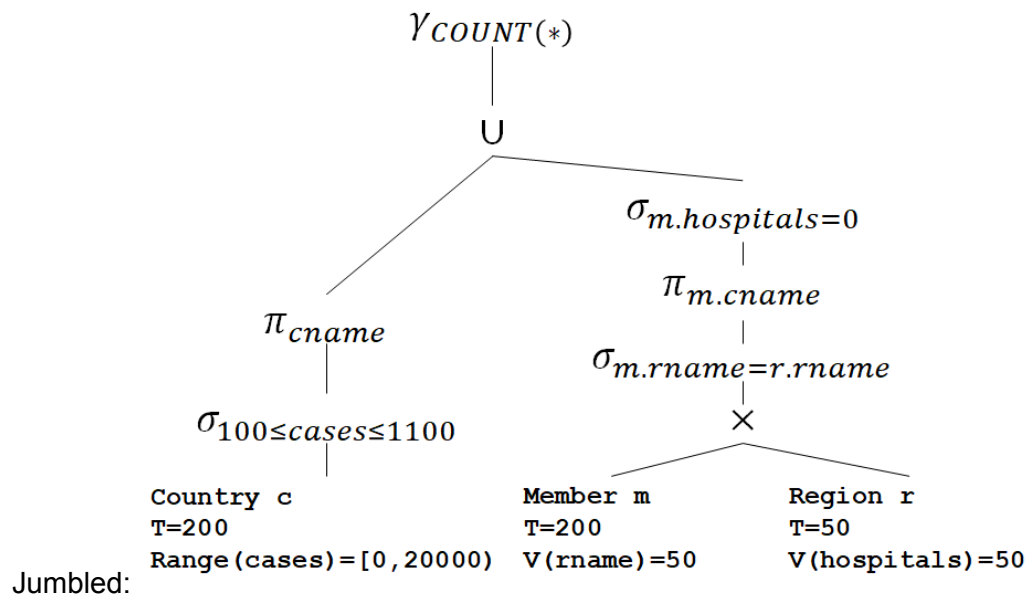 γCOUNT(*)
∪
σm.hospitals=0
πm.cname
πcname
σm.rname=r.rname
×
σ100≤cases≤1100
Country c Member m Region r
T=200 T=200 T=50
Range(cases)=[0,20000) V(rname)=50 V(hospitals)=50
Jumbled: